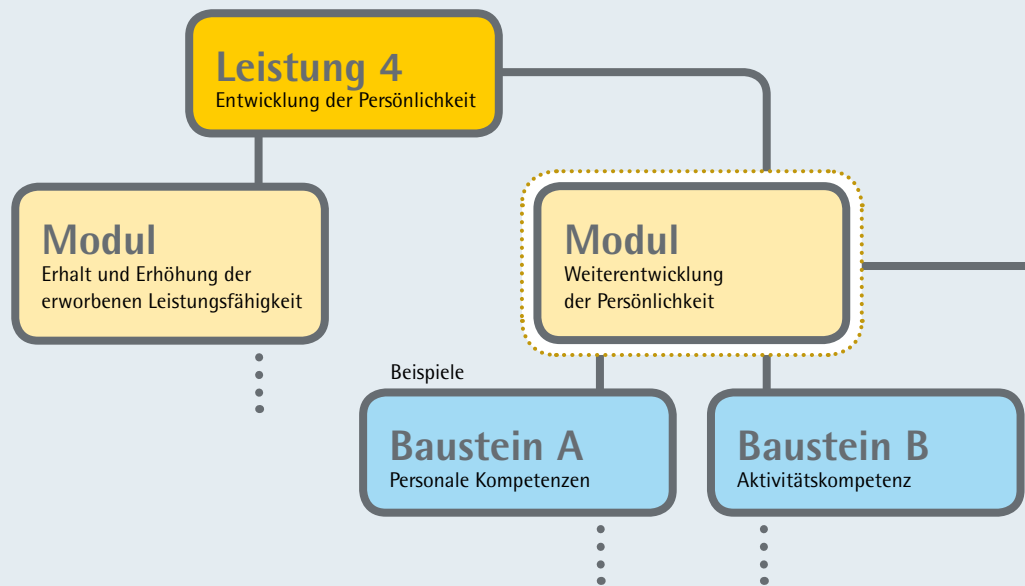 Leistung 4
Entwicklung der Persönlichkeit
Modul
Erhalt und Erhöhung der
erworbenen Leistungsfähigkeit
Modul
Weiterentwicklung
der Persönlichkeit
Beispiele
Baustein A
Personale Kompetenzen
Baustein B
Aktivitätskompetenz